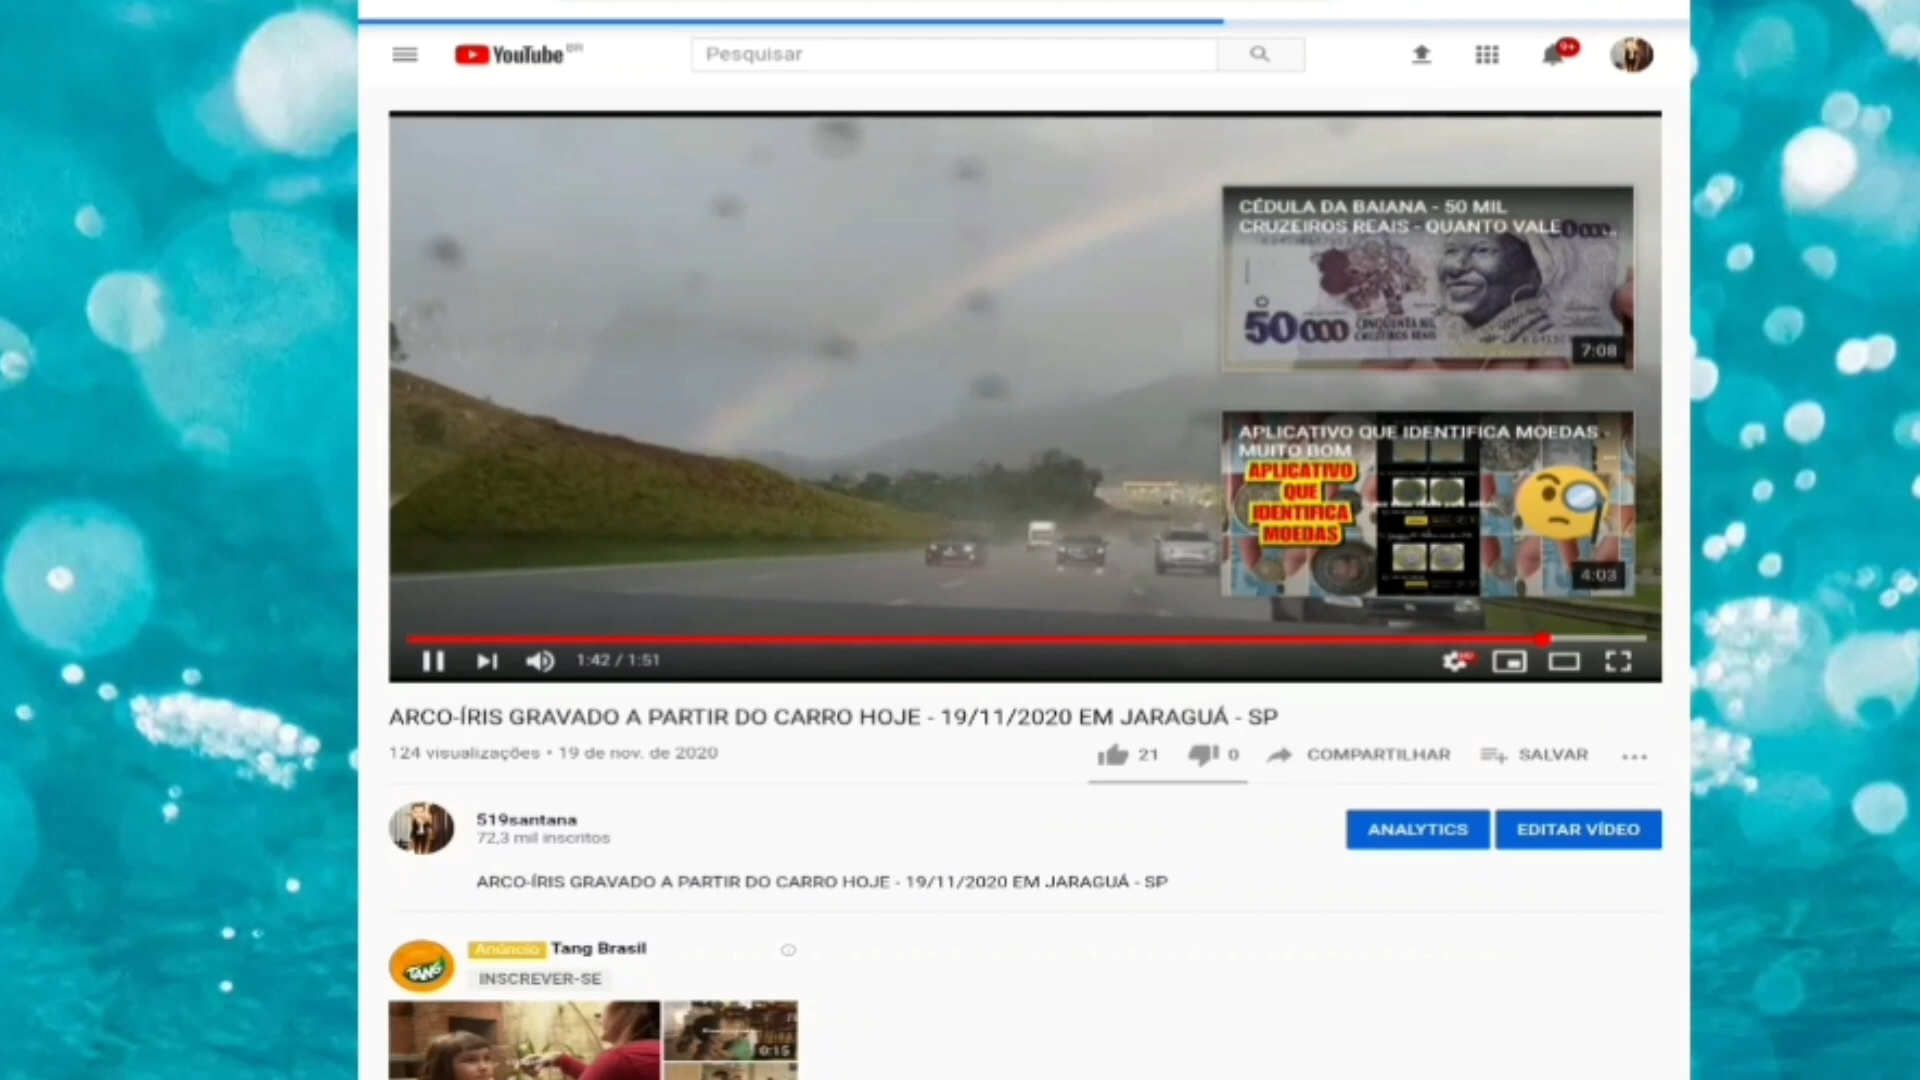 YouTube BR
Pesquisar
9+
CÉDULA DA BAIANA - 50 MIL
CRUZEIROS REAIS - QUANTO VALE
50000 CINQUENTA MIL
CRUZEIROS REAIS
7:08
APLICATIVO QUE IDENTIFICA MOEDAS -
MUITO BOM
APLICATIVO
QUE
IDENTIFICA
MOEDAS
4:03
1:42 / 1:51
ARCO-ÍRIS GRAVADO A PARTIR DO CARRO HOJE - 19/11/2020 EM JARAGUÁ - SP
124 visualizações • 19 de nov. de 2020
21
0
COMPARTILHAR
SALVAR
519santana
72,3 mil inscritos
ANALYTICS
EDITAR VÍDEO
ARCO-ÍRIS GRAVADO A PARTIR DO CARRO HOJE - 19/11/2020 EM JARAGUÁ - SP
TANG
Anúncio Tang Brasil
INSCREVER-SE
0:15